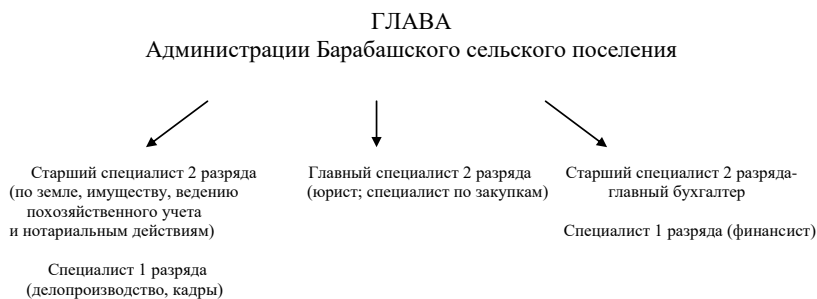 ГЛАВА
Администрации Барабашского сельского поселения
Старший специалист 2 разряда
(по земле, имуществу, ведению
похозяйственного учета
и нотариальным действиям)
Специалист 1 разряда
(делопроизводство, кадры)
Главный специалист 2 разряда
(юрист; специалист по закупкам)
Старший специалист 2 разряда-
главный бухгалтер
Специалист 1 разряда (финансист)